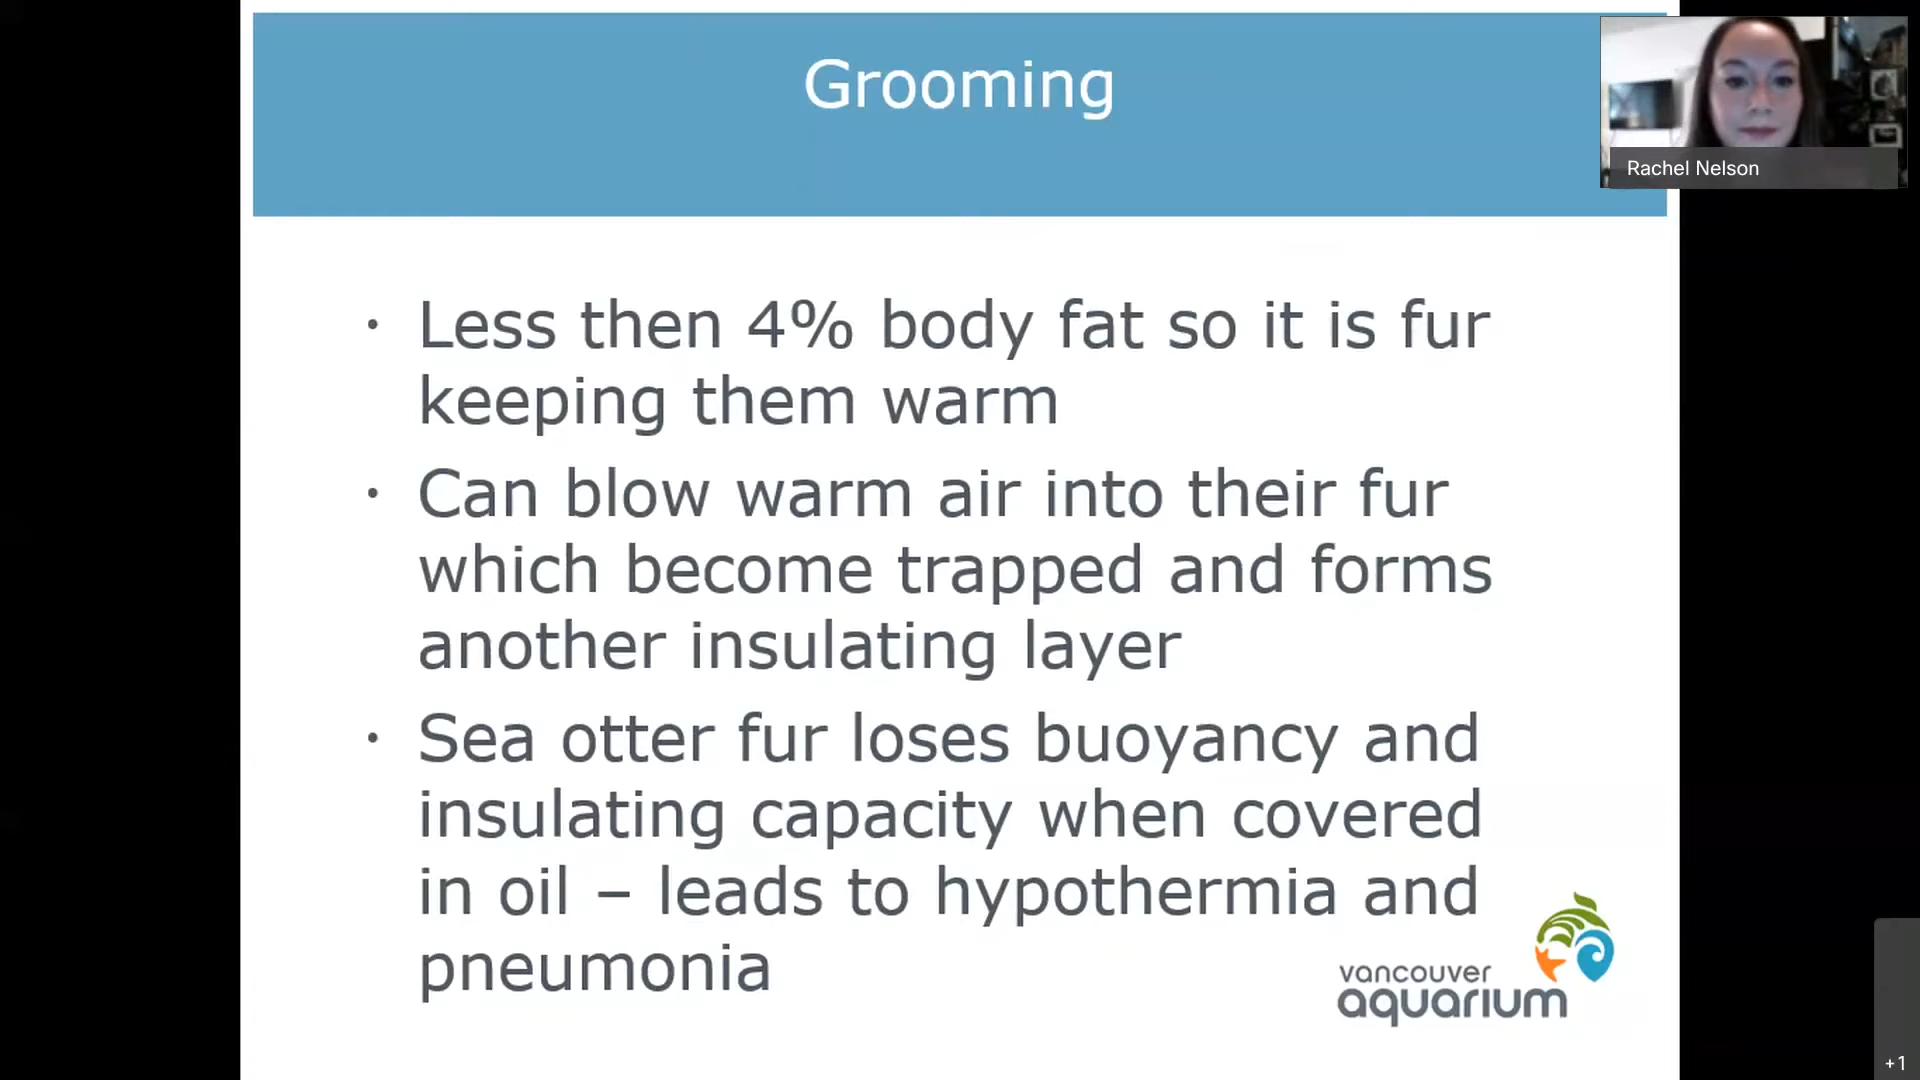 Grooming
Rachel Nelson
• Less then 4% body fat so it is fur
keeping them warm
• Can blow warm air into their fur
which become trapped and forms
another insulating layer
• Sea otter fur loses buoyancy and
insulating capacity when covered
in oil – leads to hypothermia and
pneumonia
vancouver
aquarium
+1